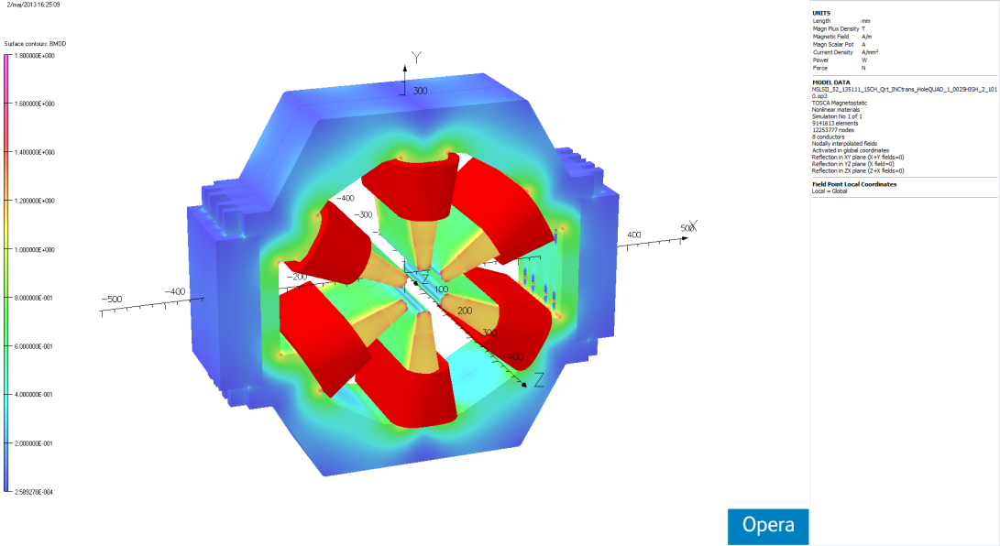 2/maj/2013 16:25:09
Surface contours: BMOD
1.800000E+000
1.600000E+000
1.400000E+000
1.200000E+000
1.000000E+000
8.000000E-001
6.000000E-001
4.000000E-001
2.000000E-001
2.589278E-004
Y
300
-400
-300
-200
-400
-500
400
500
X
Z
100
200
300
400
Z
UNITS
Length mm
Magn Flux Density T
Magnetic Field A/m
Magn Scalar Pot A
Current Density A/mm²
Power W
Force N
MODEL DATA
NSLSII_52_135111_15CH_Qrt_INCtrans_HoleQUAD_1_0029HIGH_2_101
0.op3
TOSCA Magnetostatic
Nonlinear materials
Simulation No 1 of 1
9141613 elements
12253777 nodes
8 conductors
Nodally interpolated fields
Activated in global coordinates
Reflection in XY plane (X+Y fields=0)
Reflection in YZ plane (X field=0)
Reflection in ZX plane (Z+X fields=0)
Field Point Local Coordinates
Local = Global
Opera